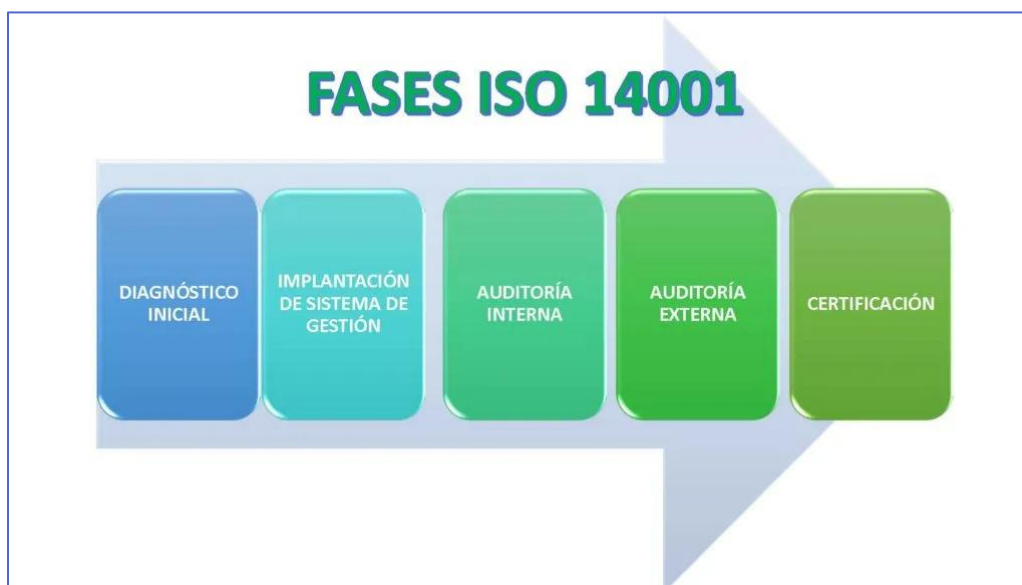 FASES ISO 14001
DIAGNÓSTICO
INICIAL
IMPLANTACIÓN
DE SISTEMA DE
GESTIÓN
AUDITORÍA
INTERNA
AUDITORÍA
EXTERNA
CERTIFICACIÓN